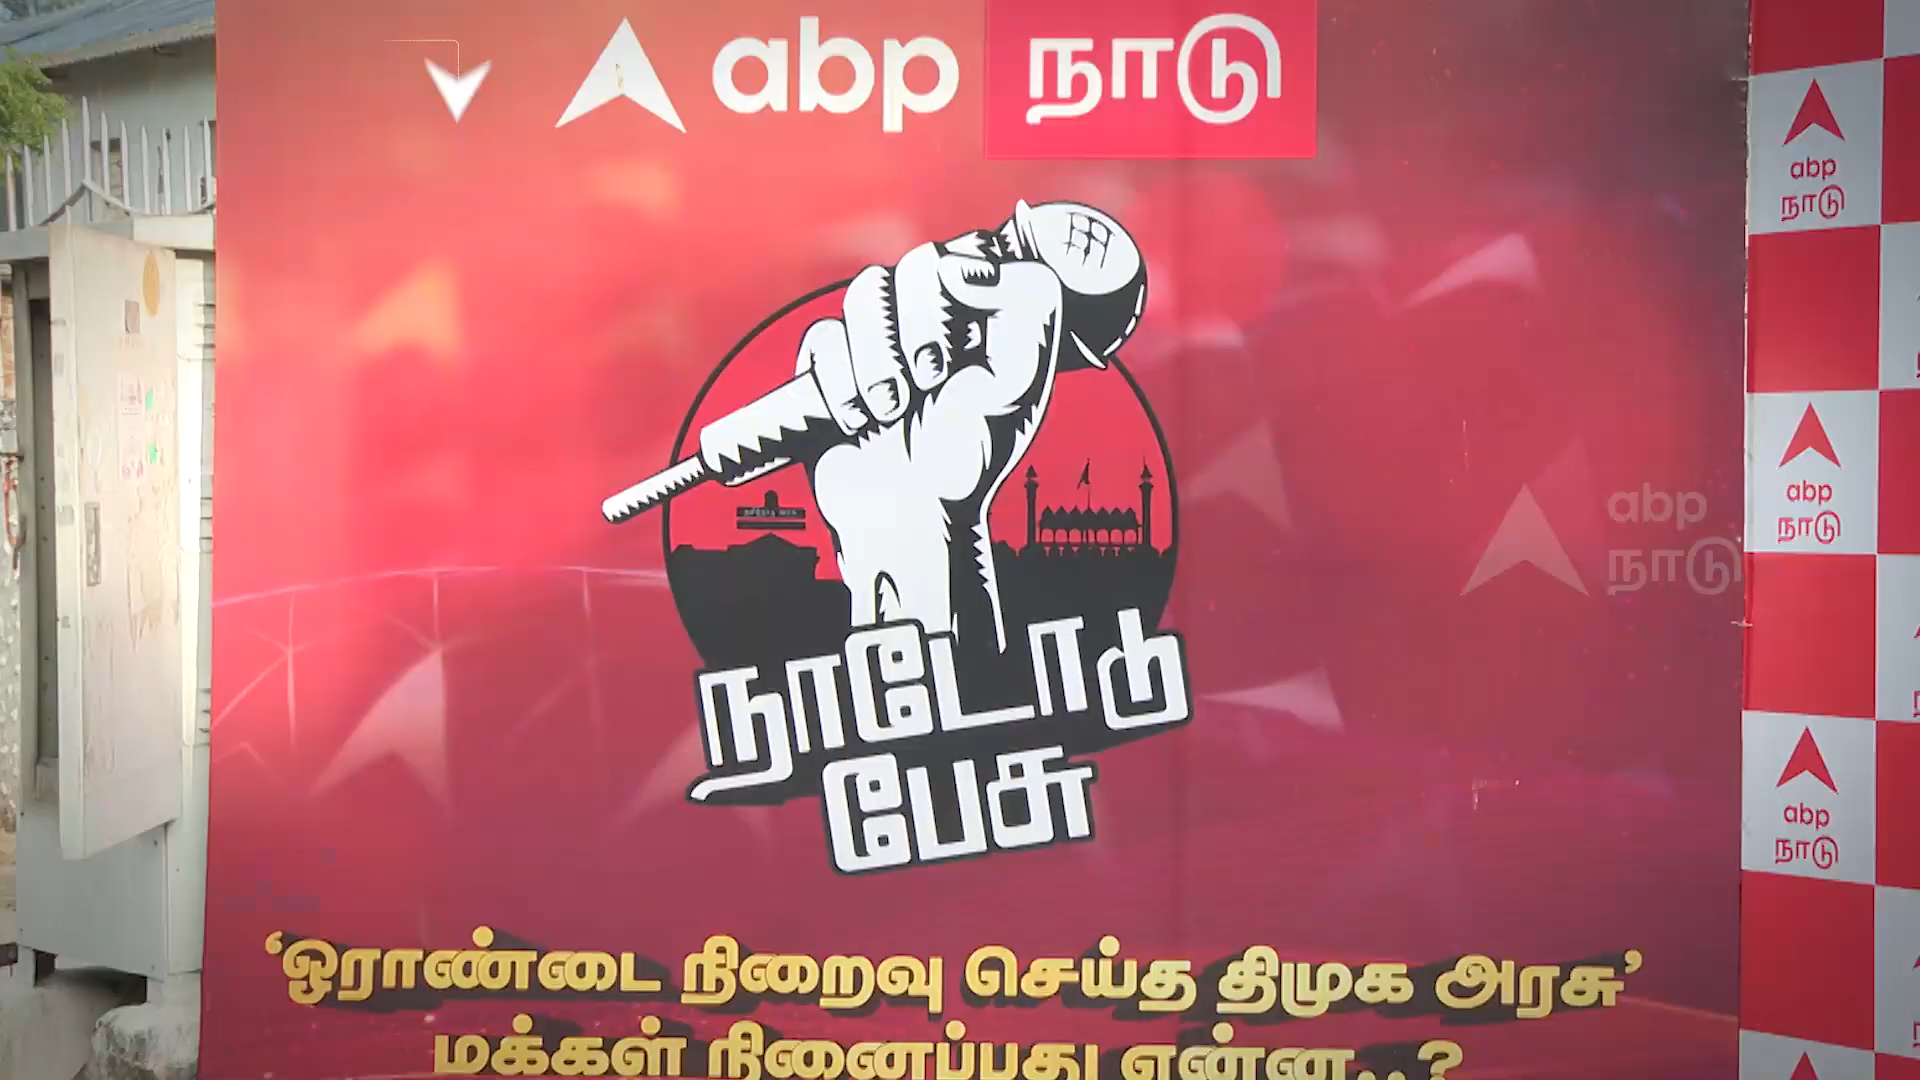 abp நாடு
நாடோடு
பேசு
‘ஓராண்டை நிறைவு செய்த திமுக அரசு’
மக்கள் நினைப்பது என்ன..?
abp
நாடு
abp
நாடு
abp
நாடு
abp
நாடு